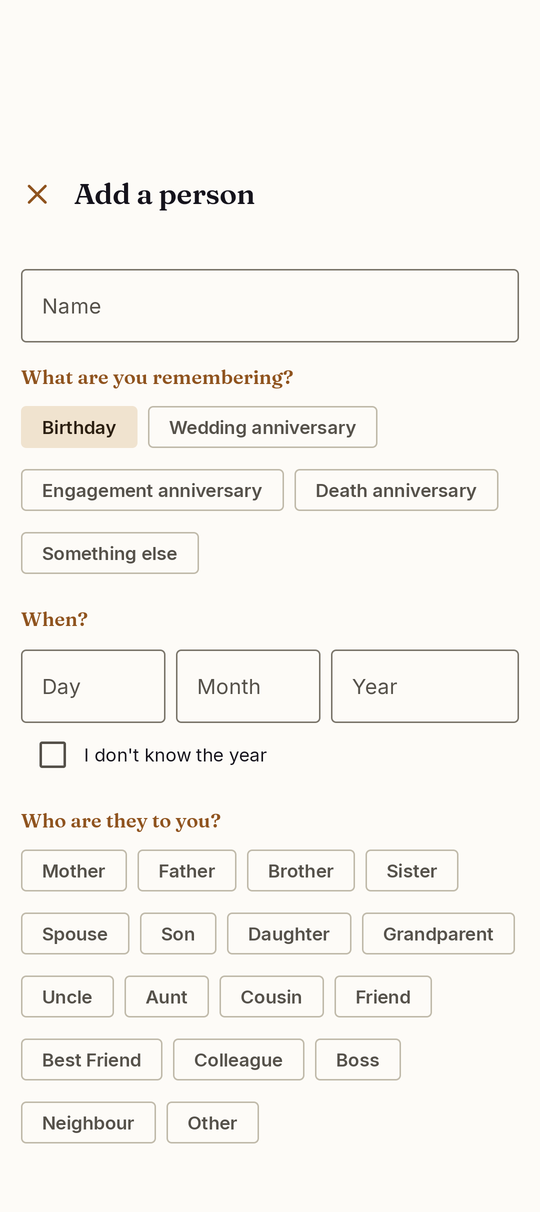 Add a person
Name
What are you remembering?
Birthday Wedding anniversary
Engagement anniversary Death anniversary
Something else
When?
Day Month Year
I don't know the year
Who are they to you?
Mother Father Brother Sister
Spouse Son Daughter Grandparent
Uncle Aunt Cousin Friend
Best Friend Colleague Boss
Neighbour Other